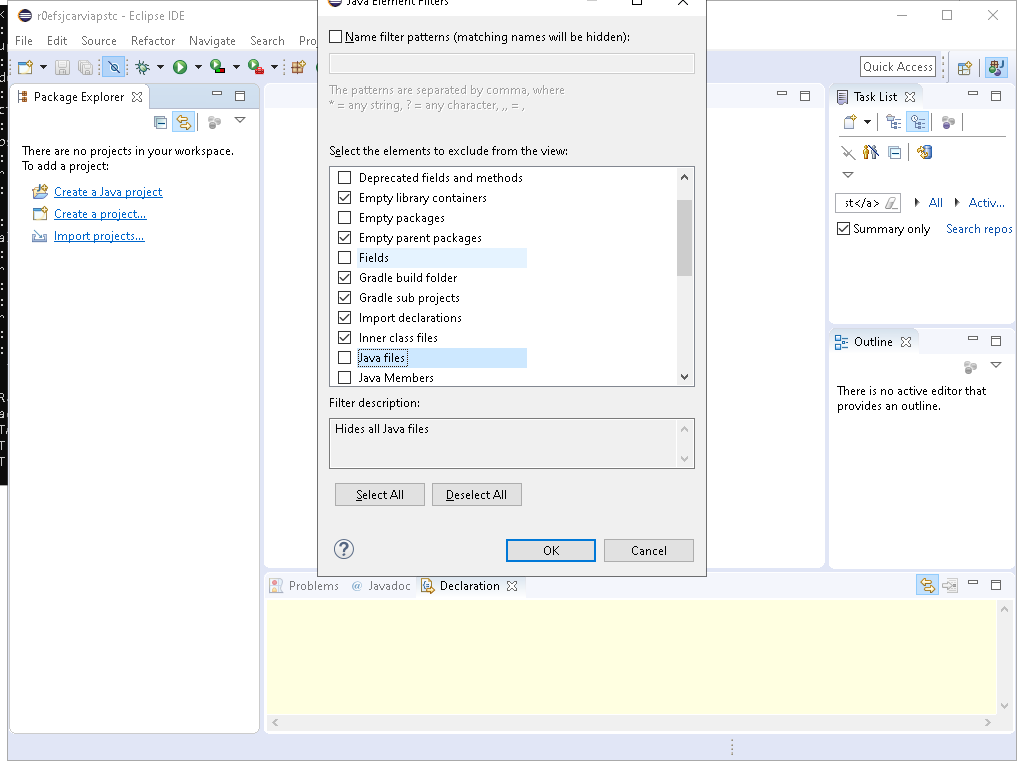 r0efsjcarviapstc - Eclipse IDE
File Edit Source Refactor Navigate Search Proj
Quick Access
Package Explorer
There are no projects in your workspace.
To add a project:
Create a Java project
Create a project...
Import projects...
Java Element Filters
Name filter patterns (matching names will be hidden):
The patterns are separated by comma, where
* = any string, ? = any character, ,, = ,
Select the elements to exclude from the view:
Deprecated fields and methods
Empty library containers
Empty packages
Empty parent packages
Fields
Gradle build folder
Gradle sub projects
Import declarations
Inner class files
Java files
Java Members
Filter description:
Hides all Java files
Select All Deselect All
? OK Cancel
Task List
st</a> All Activ...
Summary only Search repos
Outline
There is no active editor that
provides an outline.
Problems @ Javadoc Declaration